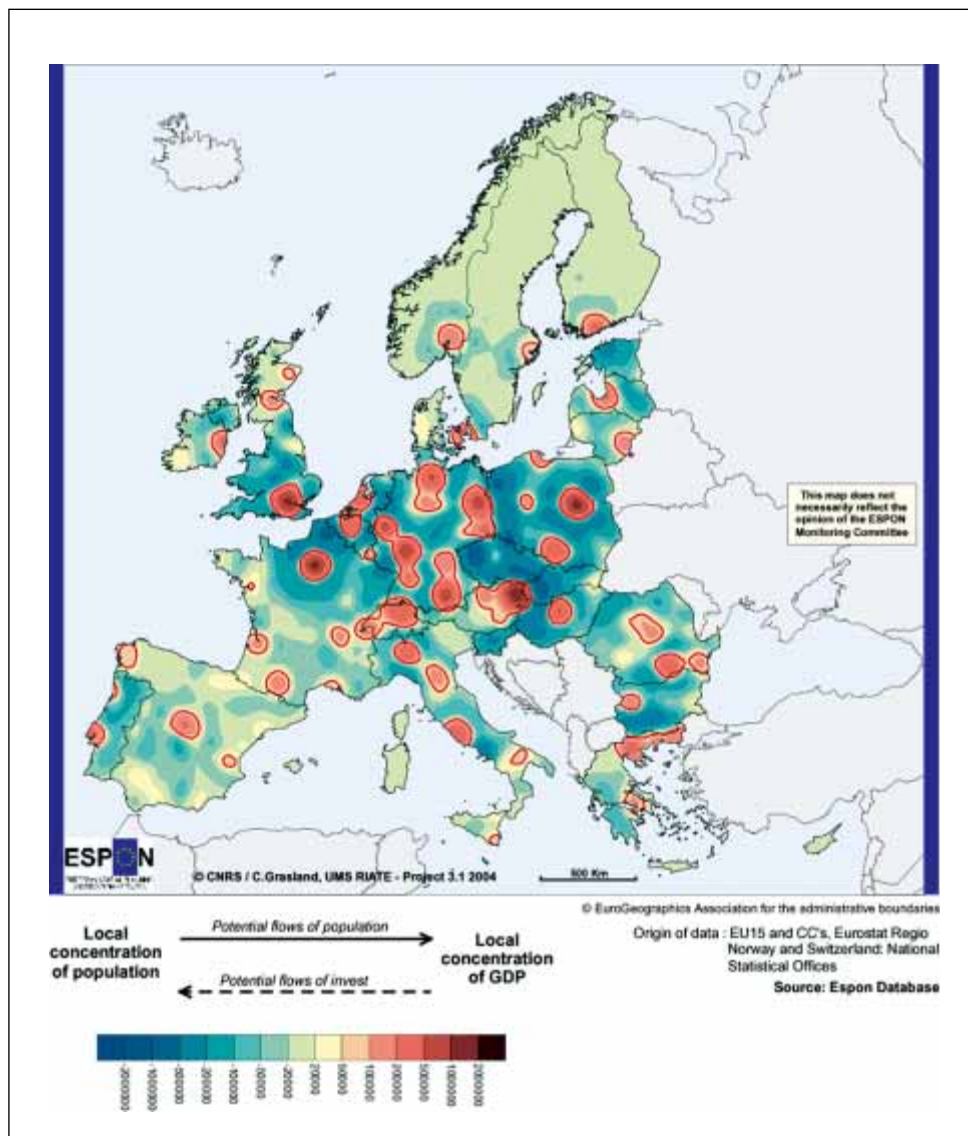 This map does not
necessarily reflect the
opinion of the ESPON
Monitoring Committee
ESPON
© CNRS / C.Grasland, UMS RIATE - Project 3.1 2004
500 Km
© EuroGeographics Association for the administrative boundaries
Origin of data : EU15 and CC's, Eurostat Regio
Norway and Switzerland: National
Statistical Offices
Source: Espon Database
Local
concentration
of population
Potential flows of population
Potential flows of invest
Local
concentration
of GDP